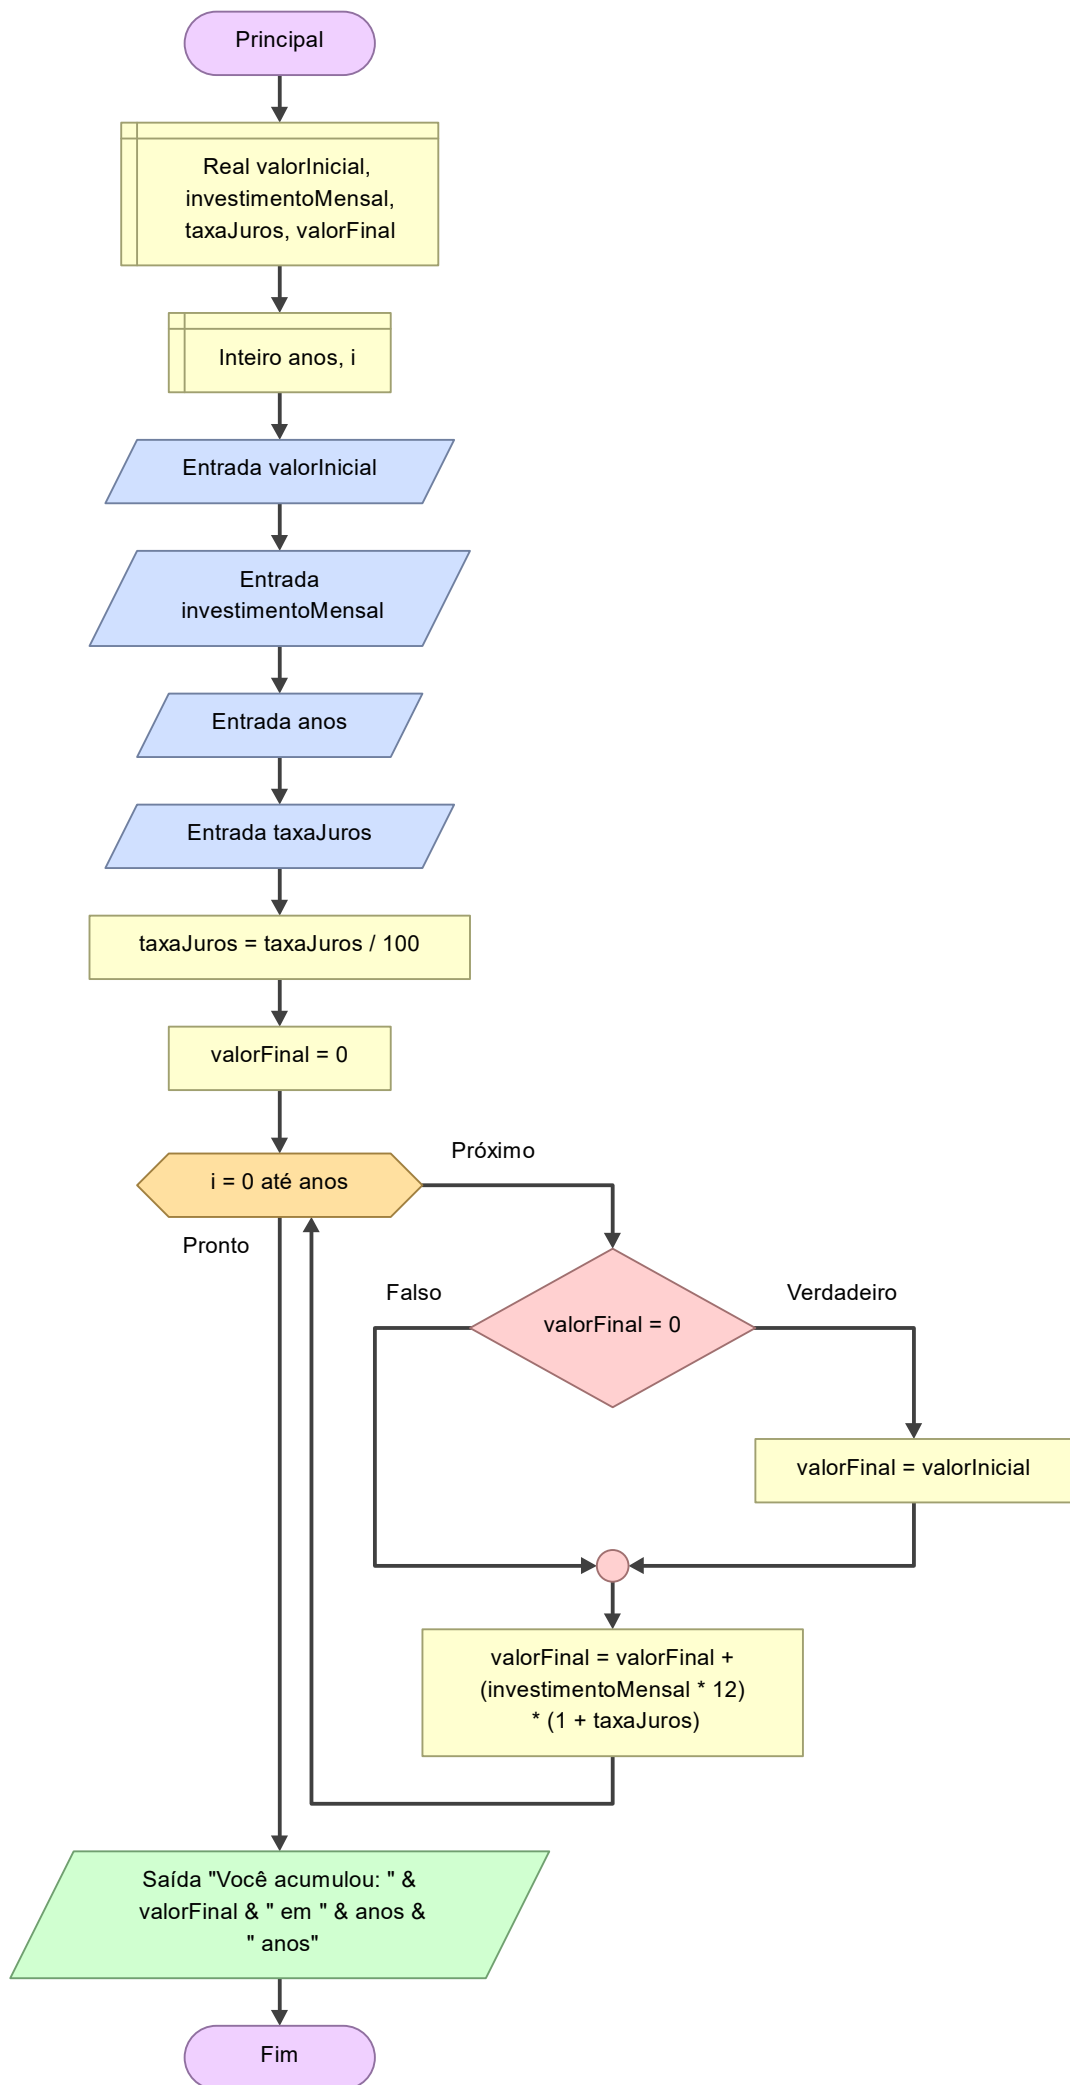 Principal
Real valorInicial,
investimentoMensal,
taxaJuros, valorFinal
Inteiro anos, i
Entrada valorInicial
Entrada
investimentoMensal
Entrada anos
Entrada taxaJuros
taxaJuros = taxaJuros / 100
valorFinal = 0
Próximo
i = 0 até anos
Pronto
Falso
Verdadeiro
valorFinal = 0
valorFinal = valorInicial
valorFinal = valorFinal +
(investimentoMensal * 12)
* (1 + taxaJuros)
Saída "Você acumulou: " &
valorFinal & " em " & anos &
" anos"
Fim